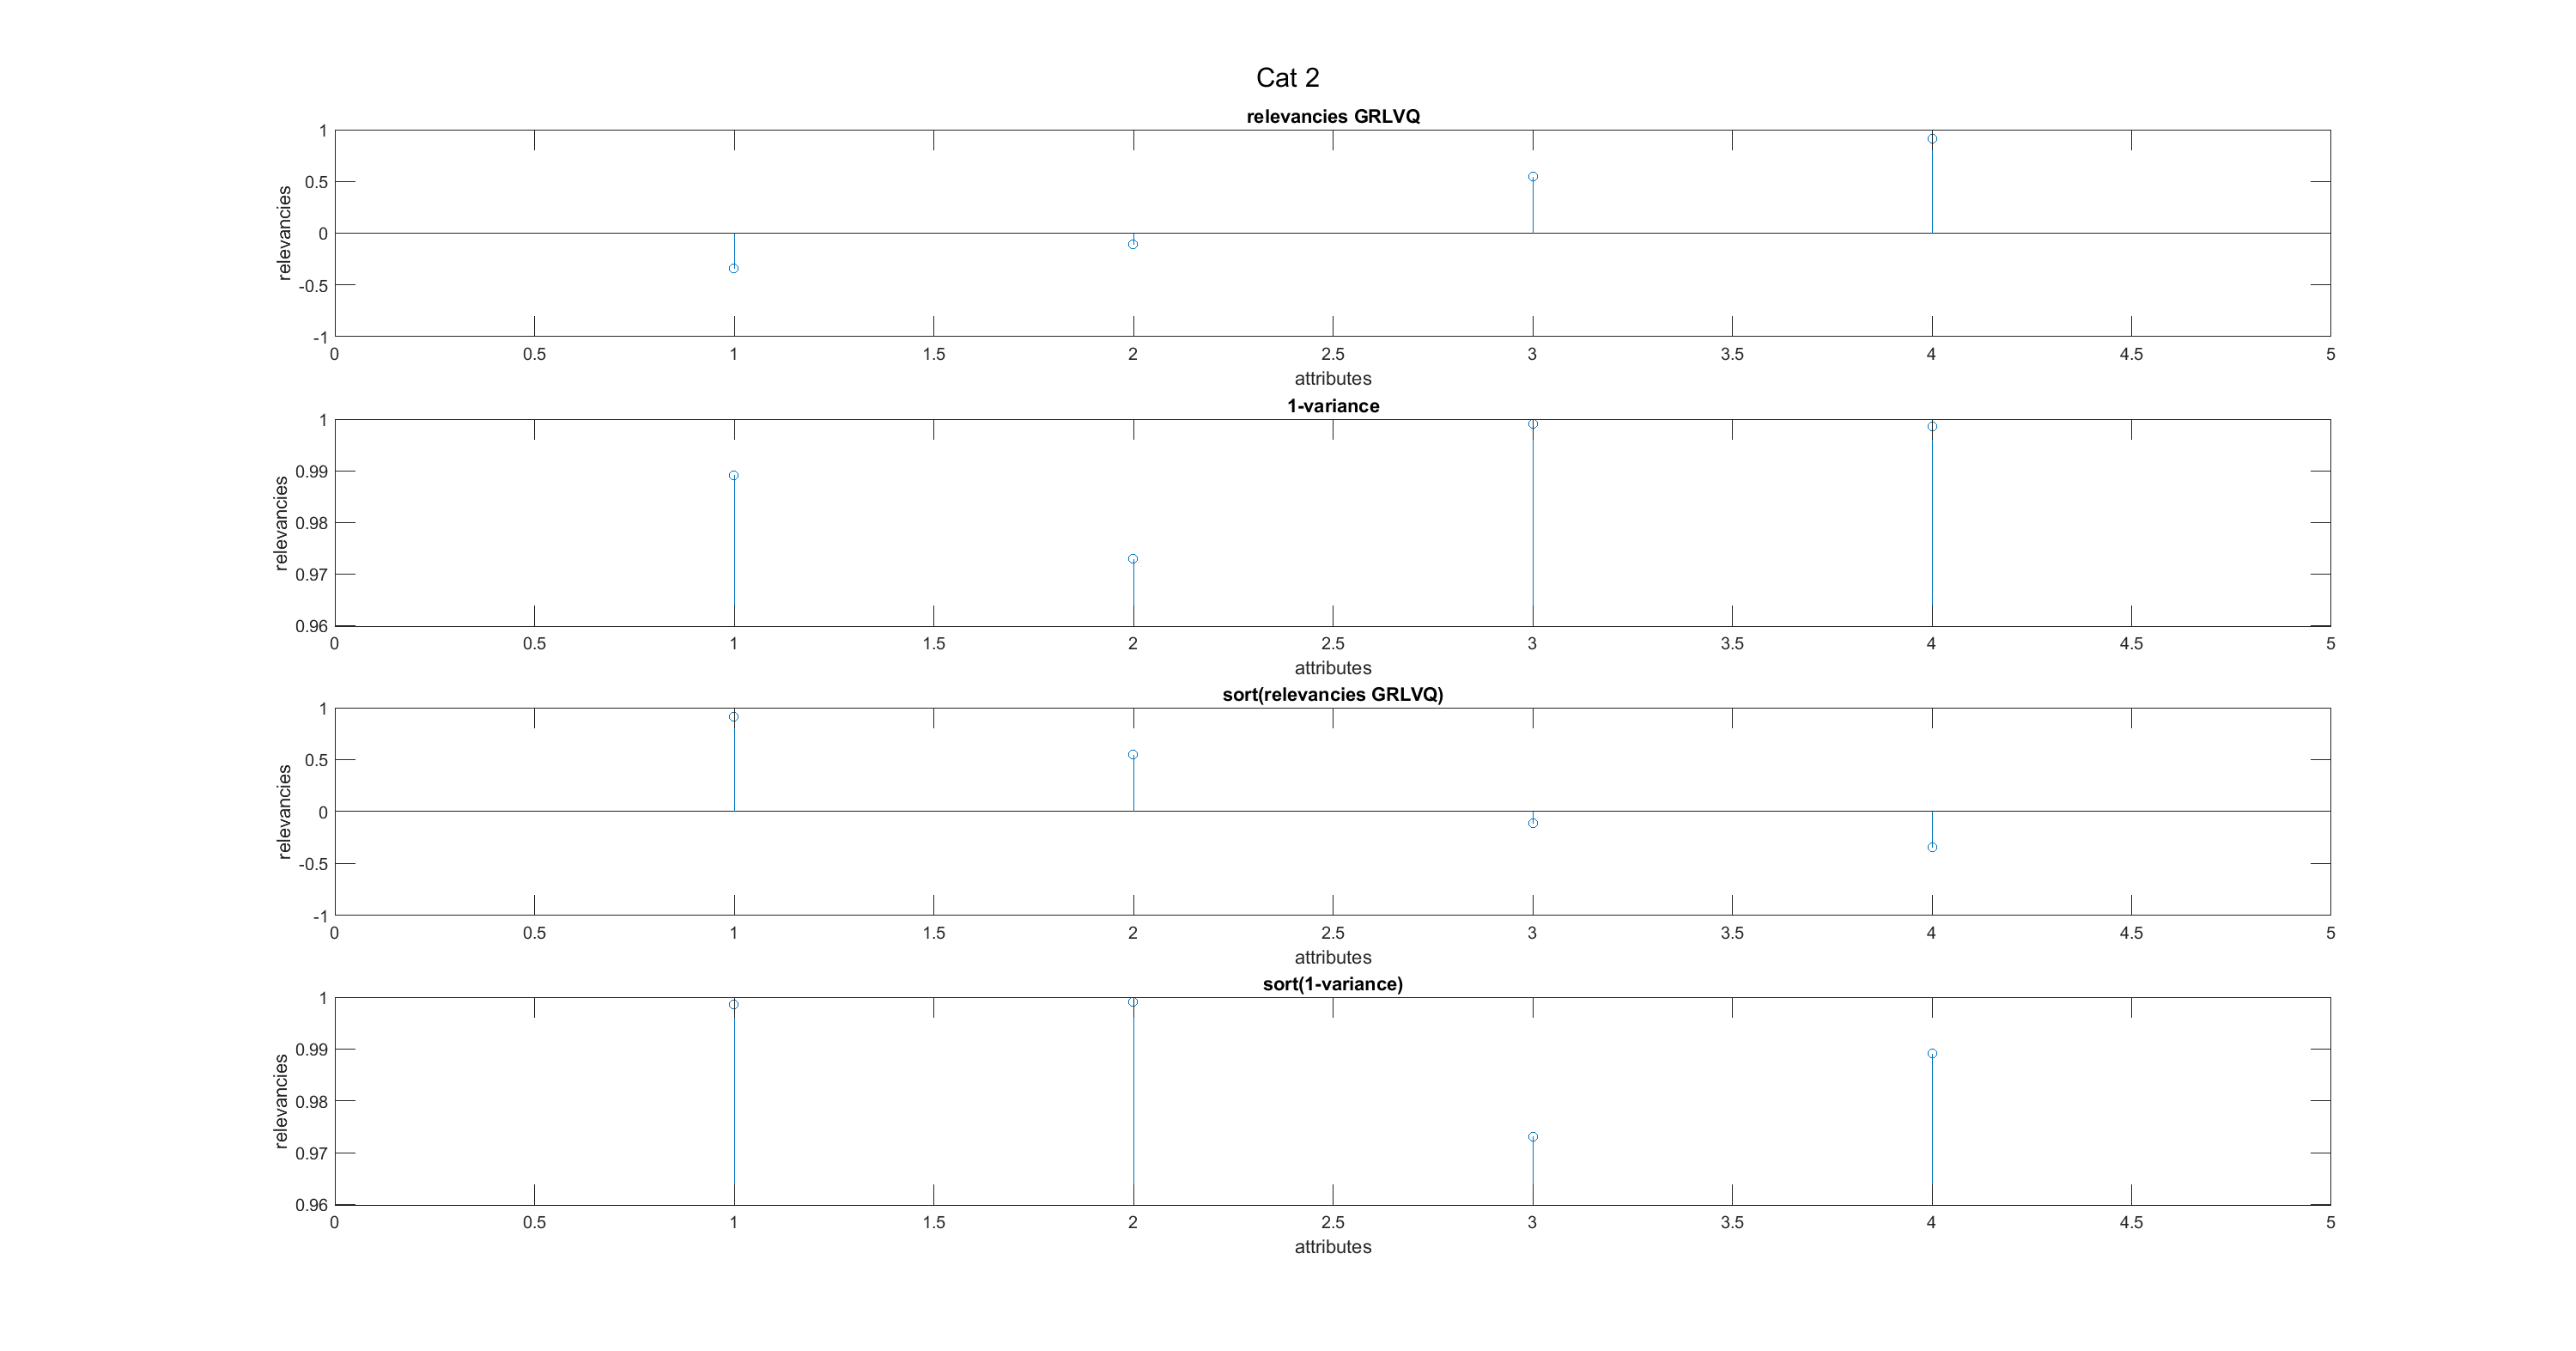 Cat 2
relevancies GRLVQ
1
0.5
0
-0.5
-1
relevancies
0 0.5 1 1.5 2 2.5 3 3.5 4 4.5 5
attributes
1-variance
1
0.99
0.98
0.97
0.96
relevancies
0 0.5 1 1.5 2 2.5 3 3.5 4 4.5 5
attributes
sort(relevancies GRLVQ)
1
0.5
0
-0.5
-1
relevancies
0 0.5 1 1.5 2 2.5 3 3.5 4 4.5 5
attributes
sort(1-variance)
1
0.99
0.98
0.97
0.96
relevancies
0 0.5 1 1.5 2 2.5 3 3.5 4 4.5 5
attributes